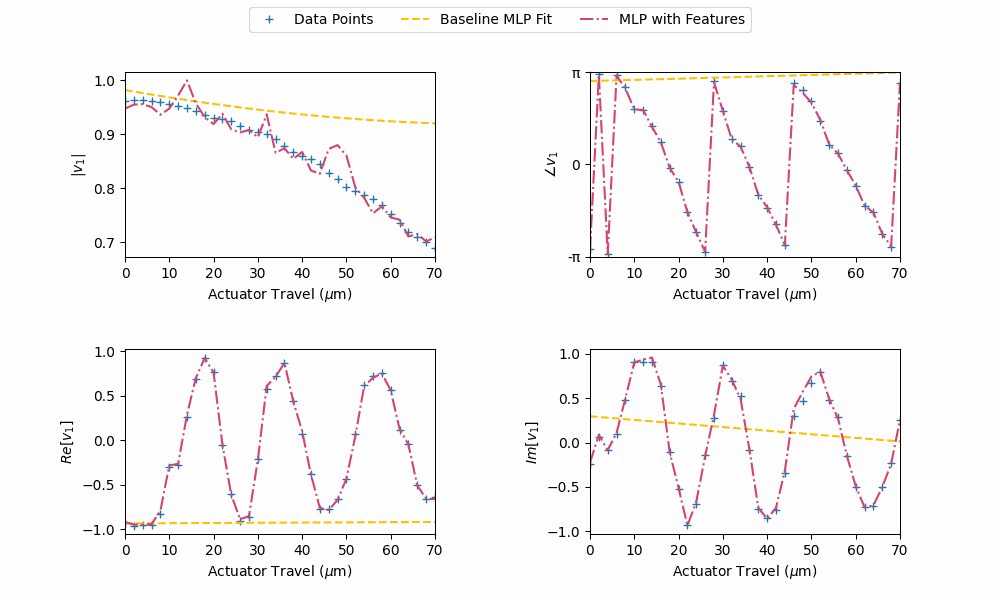 Data Points Baseline MLP Fit MLP with Features
|v₁|
1.0
0.9
0.8
0.7
0 10 20 30 40 50 60 70
Actuator Travel (μm)
∠v₁
π
0
-π
0 10 20 30 40 50 60 70
Actuator Travel (μm)
Re[v₁]
1.0
0.5
0.0
−0.5
−1.0
0 10 20 30 40 50 60 70
Actuator Travel (μm)
Im[v₁]
1.0
0.5
0.0
−0.5
−1.0
0 10 20 30 40 50 60 70
Actuator Travel (μm)